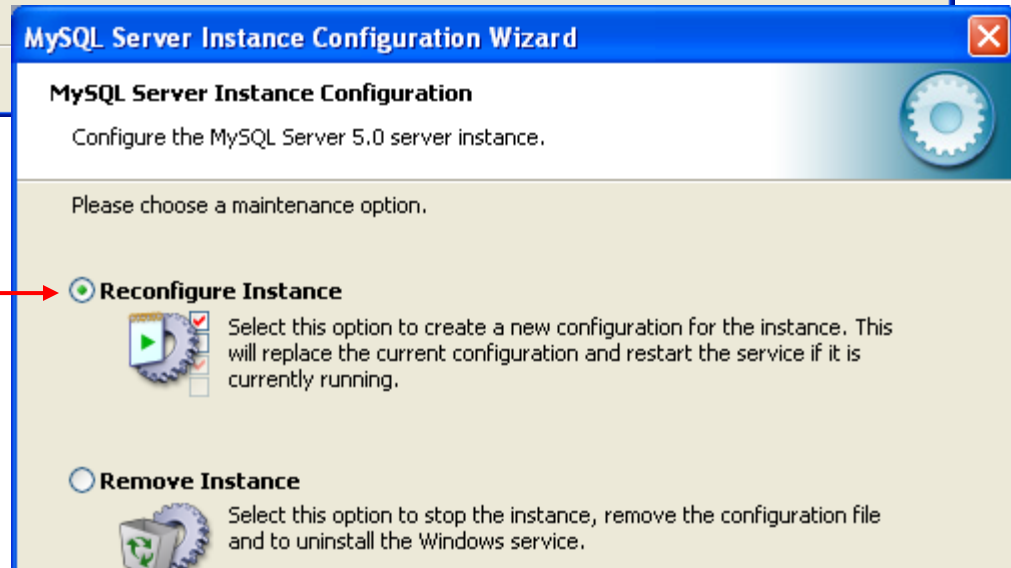 MySQL Server Instance Configuration Wizard
MySQL Server Instance Configuration
Configure the MySQL Server 5.0 server instance.
Please choose a maintenance option.
Reconfigure Instance
Select this option to create a new configuration for the instance. This
will replace the current configuration and restart the service if it is
currently running.
Remove Instance
Select this option to stop the instance, remove the configuration file
and to uninstall the Windows service.